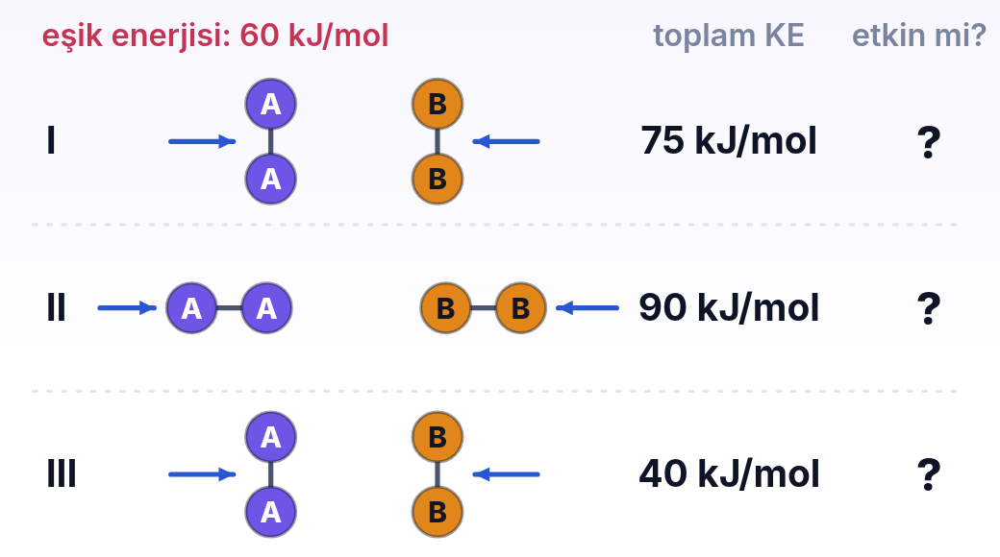 eşik enerjisi: 60 kJ/mol toplam KE etkin mi?
A B
I 75 kJ/mol ?
A B
II A A B B 90 kJ/mol ?
A B
III 40 kJ/mol ?
A B